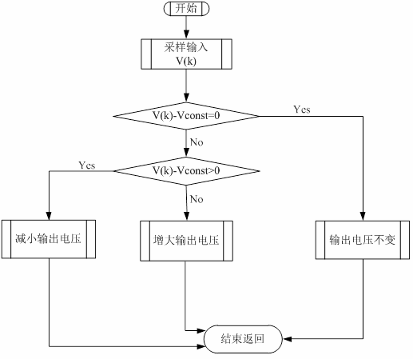 开始
采样输入
V(k)
V(k)-Vconst=0
Yes
No
V(k)-Vconst>0
Yes
No
减小输出电压
增大输出电压
输出电压不变
结束返回